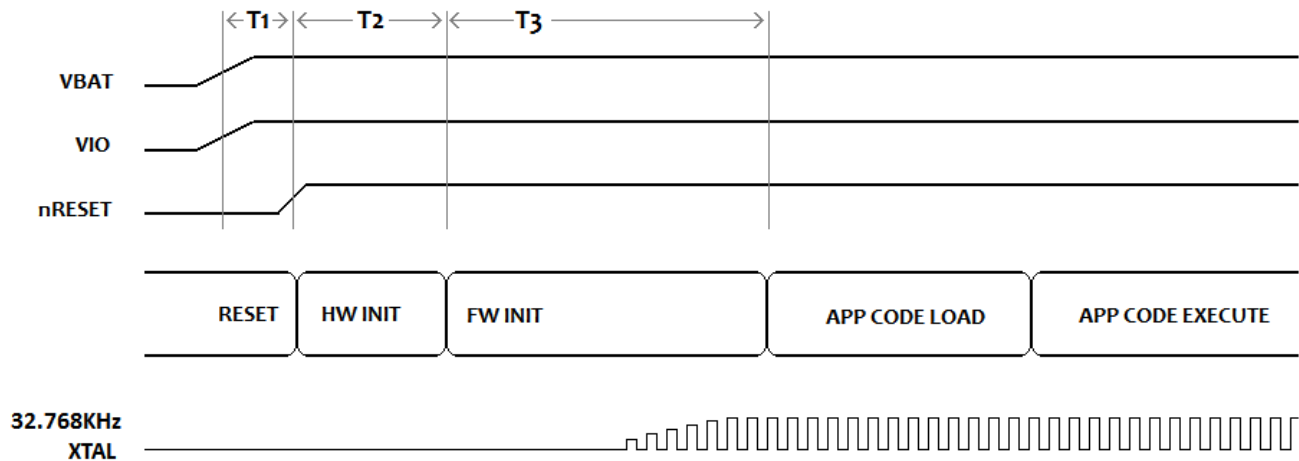 T1 T2 T3
VBAT
VIO
nRESET
RESET HW INIT FW INIT APP CODE LOAD APP CODE EXECUTE
32.768KHz
XTAL